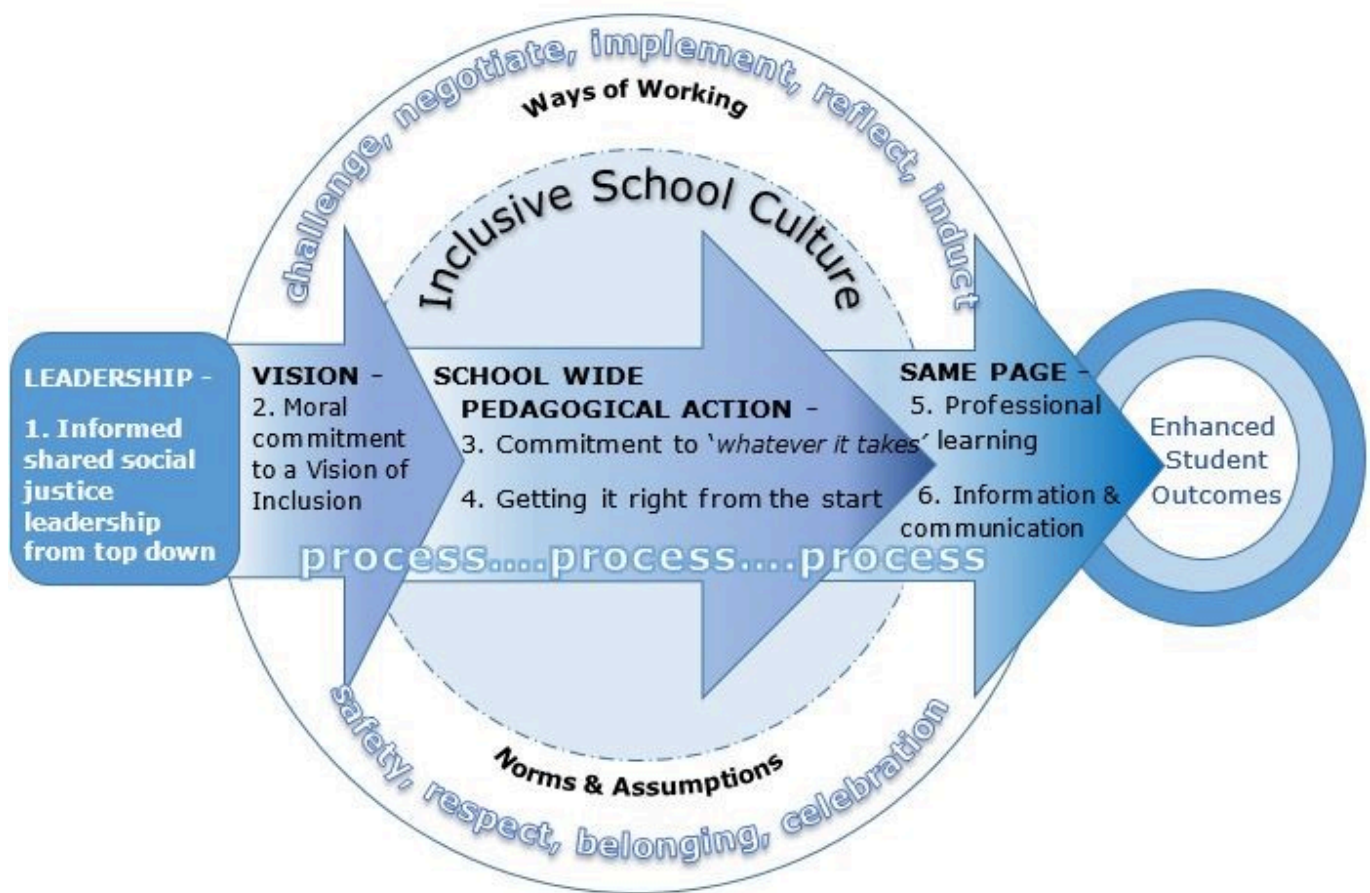 challenge, negotiate, implement, reflect, induct
Ways of Working
Inclusive School Culture
LEADERSHIP -
1. Informed
shared social
justice
leadership
from top down
VISION -
2. Moral
commitment
to a Vision of
Inclusion
SCHOOL WIDE
PEDAGOGICAL ACTION -
3. Commitment to ‘whatever it takes’
4. Getting it right from the start
SAME PAGE -
5. Professional
learning
6. Information &
communication
process....process....process
Enhanced
Student
Outcomes
Norms & Assumptions
safety, respect, belonging, celebration